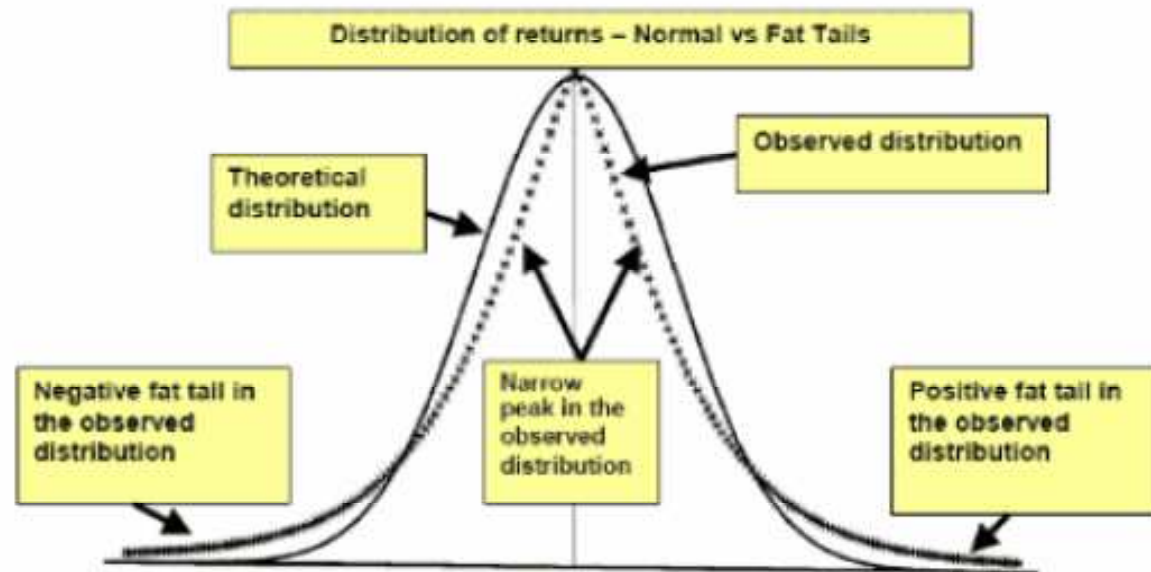 Distribution of returns – Normal vs Fat Tails
Observed distribution
Theoretical
distribution
Negative fat tail in
the observed
distribution
Narrow
peak in the
observed
distribution
Positive fat tail in
the observed
distribution